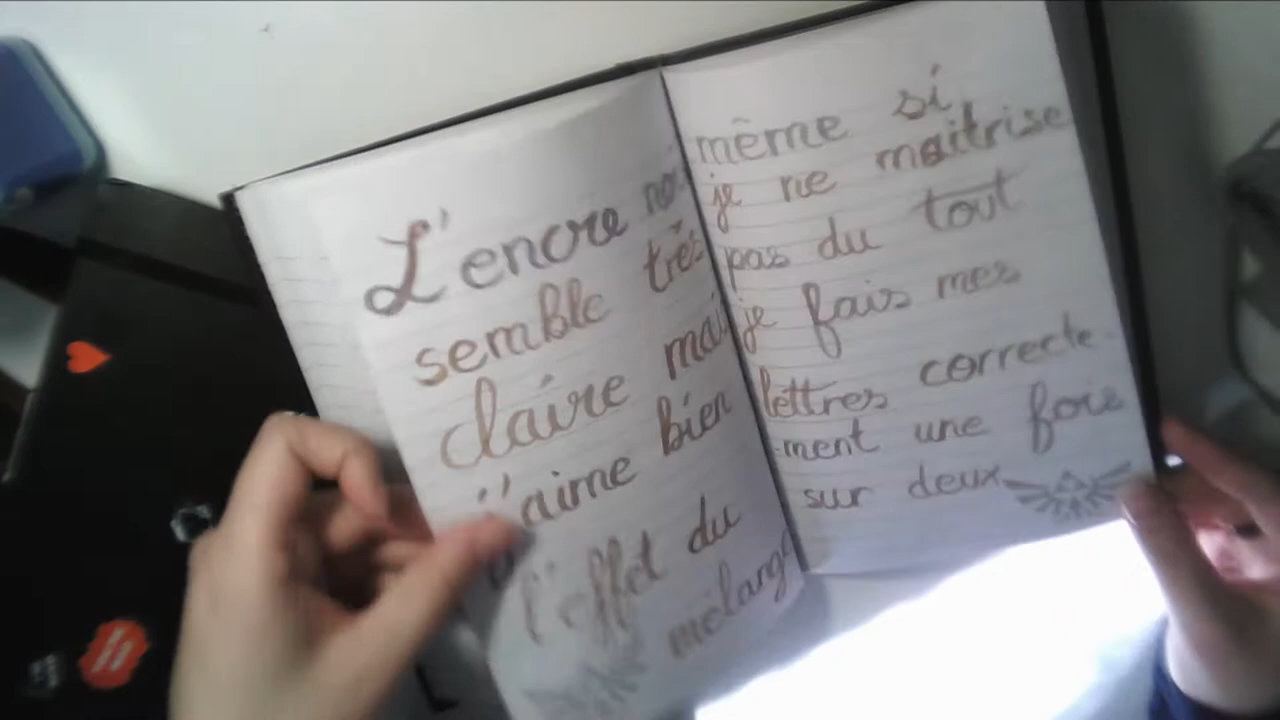 L'encre
semble très
claire mais
j'aime bien
l'effet du
mélange
même si
je ne maitrise
pas du tout
je fais mes
lettres correcte-
-ment une fois
sur deux